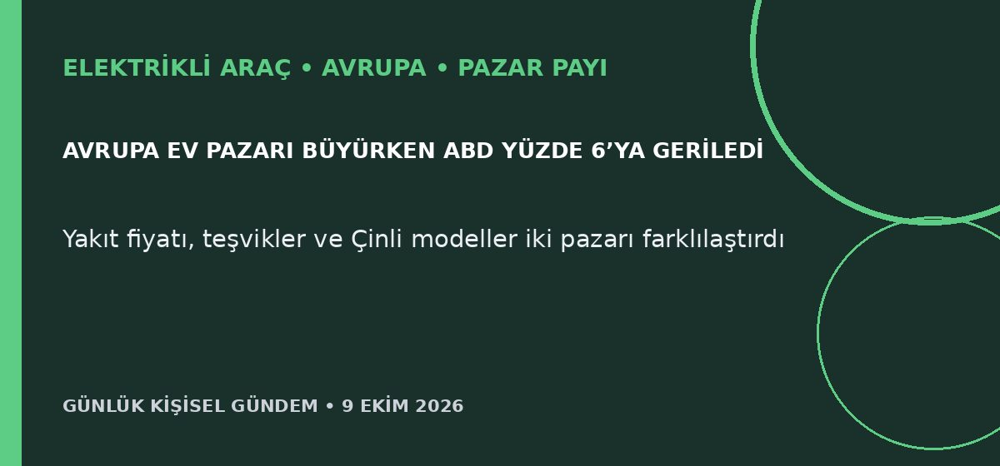 ELEKTRİKLİ ARAÇ • AVRUPA • PAZAR PAYI
AVRUPA EV PAZARI BÜYÜRKEN ABD YÜZDE 6’YA GERİLEDİ
Yakıt fiyatı, teşvikler ve Çinli modeller iki pazarı farklılaştırdı
GÜNLÜK KİŞİSEL GÜNDEM • 9 EKİM 2026